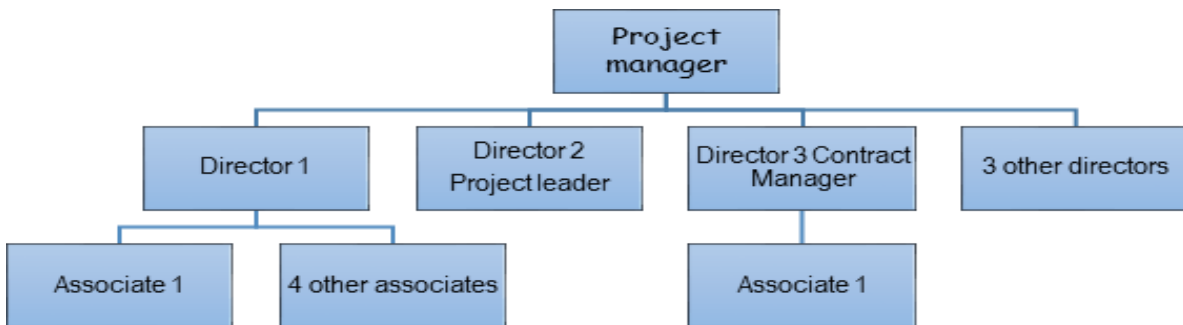 Project
manager
Director 1
Director 2
Project leader
Director 3 Contract
Manager
3 other directors
Associate 1
4 other associates
Associate 1